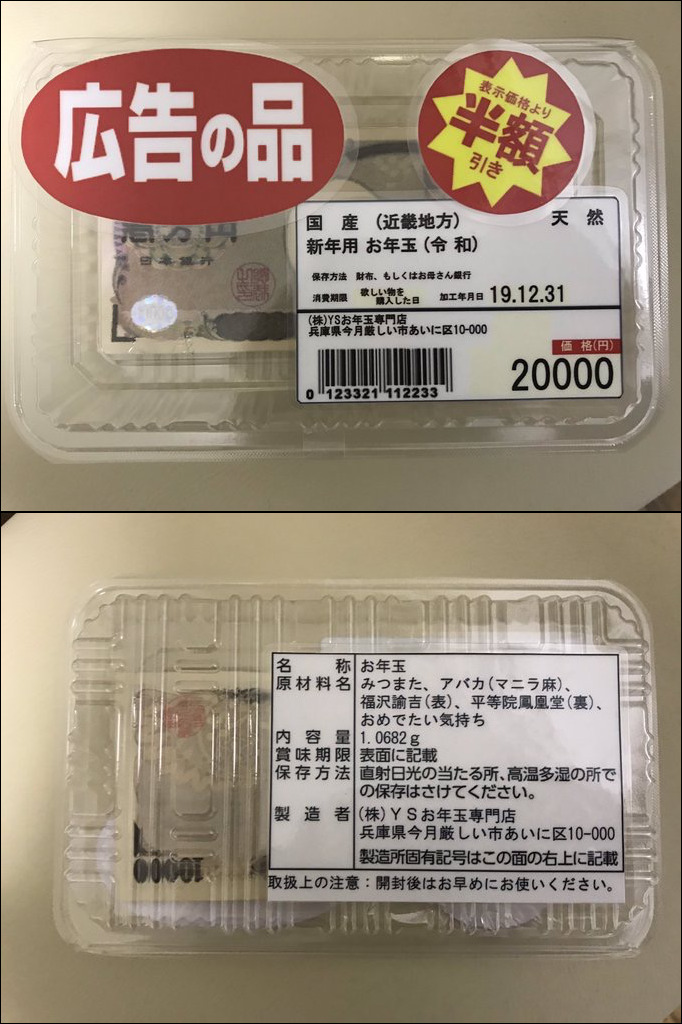 広告の品
表示価格より
半額
引き
壱万円
日本銀行
国産（近畿地方） 天然
新年用 お年玉（令和）
保存方法 財布、もしくはお母さん銀行
消費期限 欲しい物を購入した日 加工年月日 19.12.31
(株)YSお年玉専門店
兵庫県今月厳しい市あいに区10-000
価格(円)
20000
0 123321 112233
名称 お年玉
原材料名 みつまた、アバカ(マニラ麻)、
福沢諭吉(表)、平等院鳳凰堂(裏)、
おめでたい気持ち
内容量 1.0682g
賞味期限 表面に記載
保存方法 直射日光の当たる所、高温多湿の所で
の保存はさけてください。
製造者 (株)YSお年玉専門店
兵庫県今月厳しい市あいに区10-000
製造所固有記号はこの面の右上に記載
取扱上の注意：開封後はお早めにお使いください。
10000